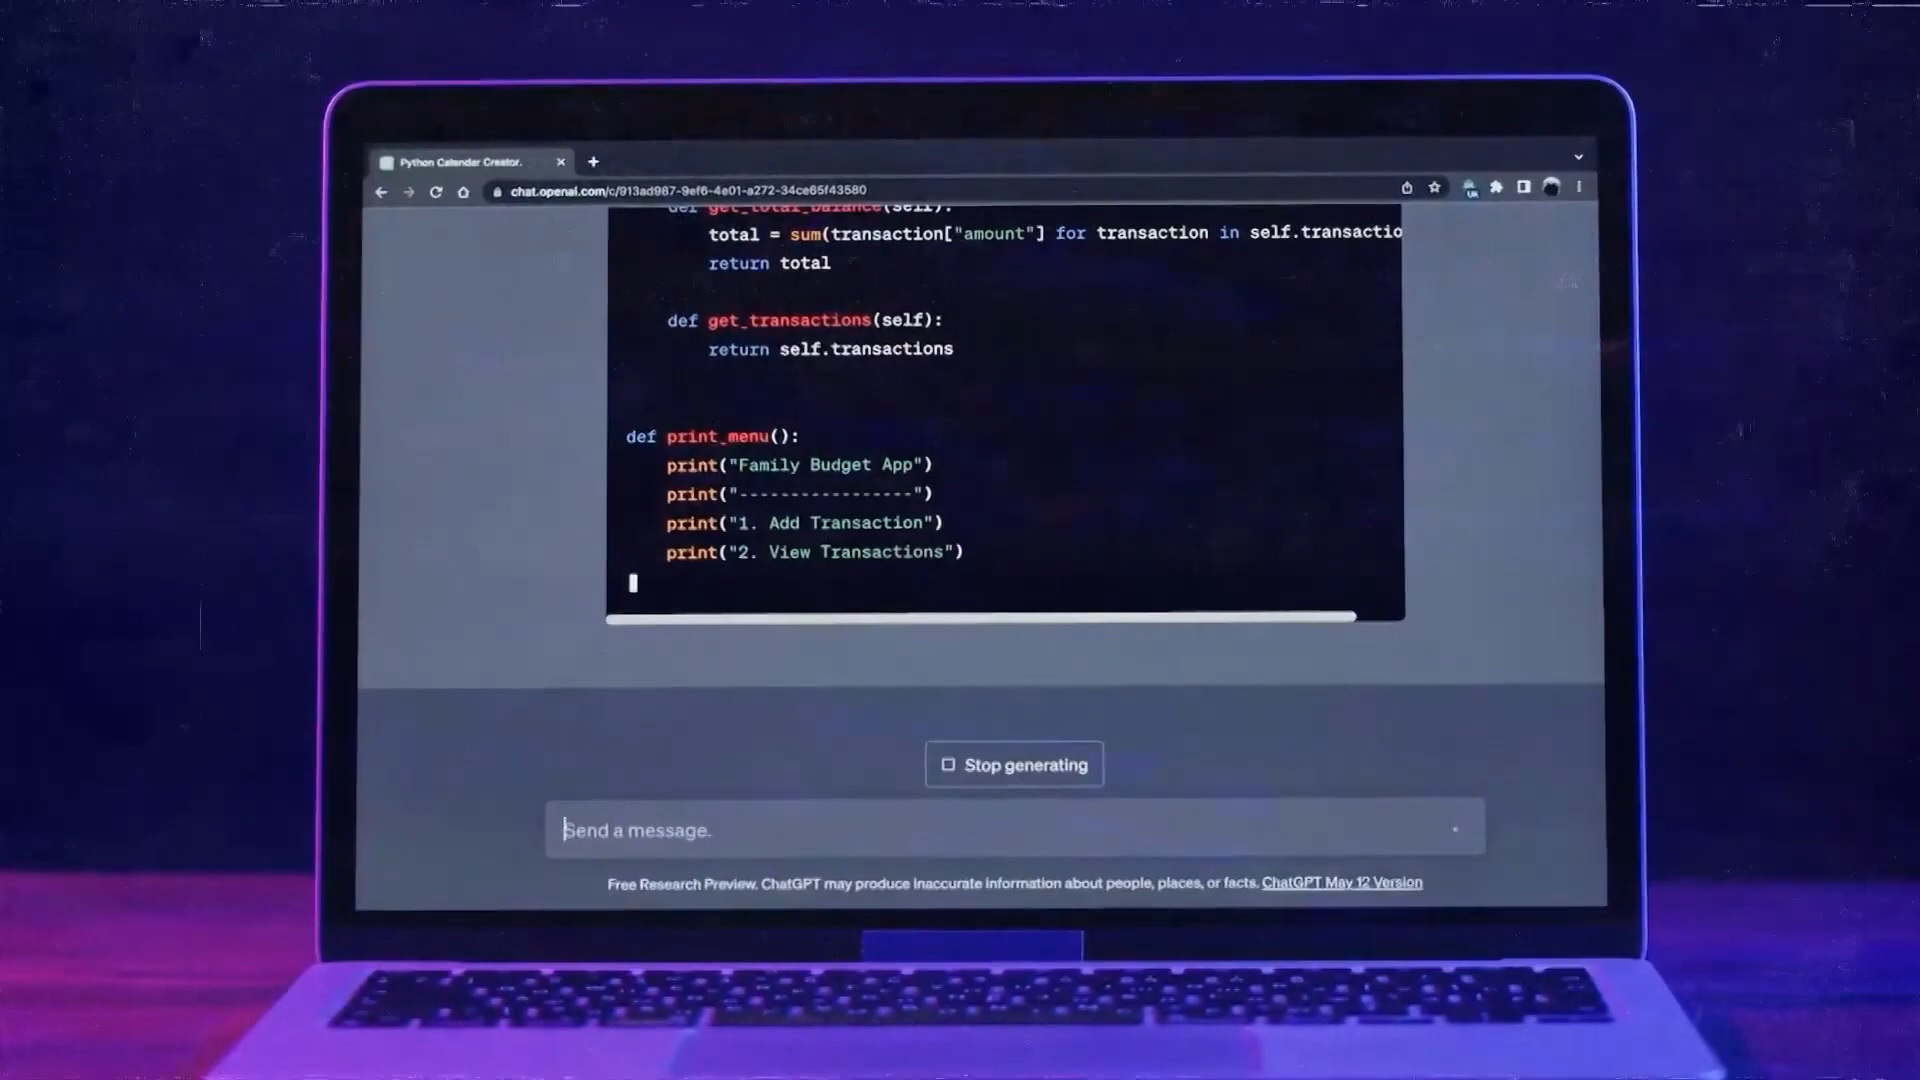 Python Calendar Creator.
chat.openai.com/c/913ad987-9ef6-4e01-a272-34ce65f43580
def get_total_balance(self):
total = sum(transaction["amount"] for transaction in self.transactio
return total
def get_transactions(self):
return self.transactions
def print_menu():
print("Family Budget App")
print("-----------------")
print("1. Add Transaction")
print("2. View Transactions")
Stop generating
Send a message.
Free Research Preview. ChatGPT may produce inaccurate information about people, places, or facts. ChatGPT May 12 Version